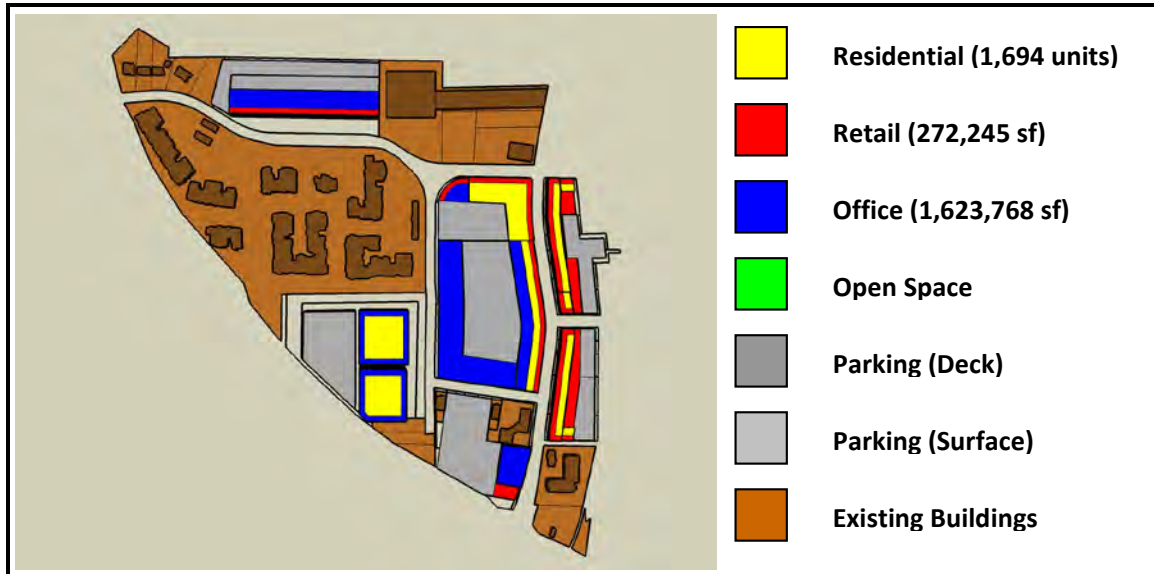 Residential (1,694 units)
Retail (272,245 sf)
Office (1,623,768 sf)
Open Space
Parking (Deck)
Parking (Surface)
Existing Buildings